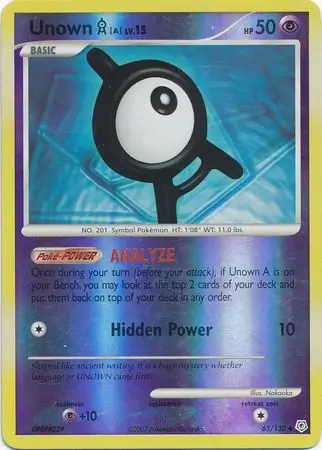 Unown A [A] LV.15 HP 50
BASIC
NO. 201 Symbol Pokémon HT: 1'08" WT: 11.0 lbs.
Poké-POWER ANALYZE
Once during your turn (before your attack), if Unown A is on
your Bench, you may look at the top 2 cards of your deck and
put them back on top of your deck in any order.
Hidden Power 10
Shaped like ancient writing, it is a huge mystery whether
language or UNOWN came first.
Illus. Nakaoka
weakness resistance retreat cost
+10
©2007 Pokémon/Nintendo
65/130